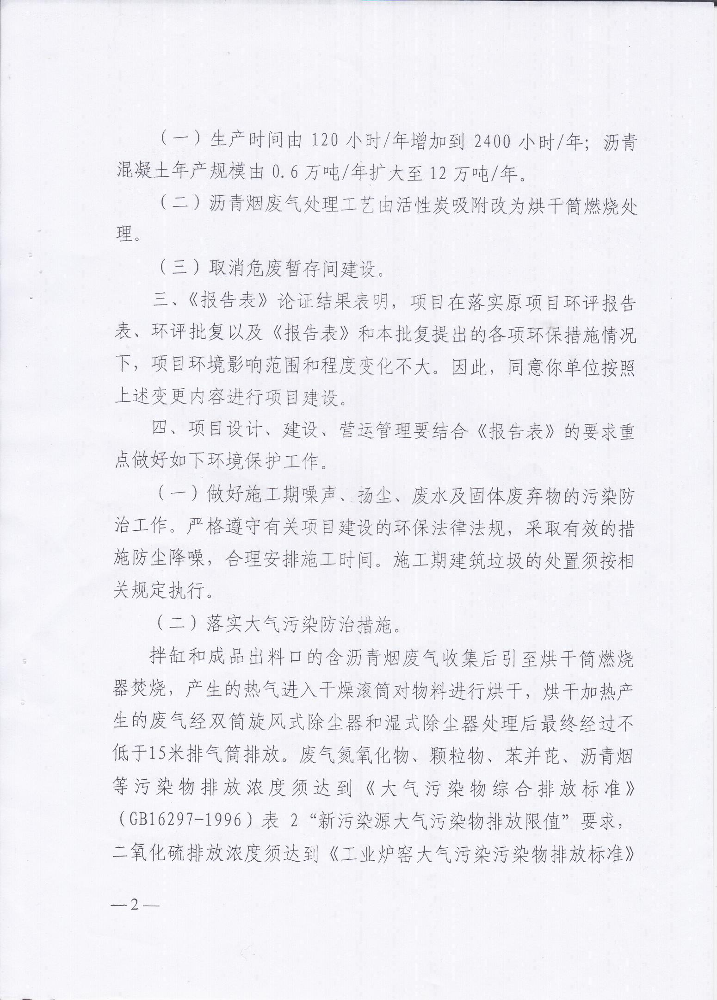 （一）生产时间由 120 小时/年增加到 2400 小时/年；沥青
混凝土年产规模由 0.6 万吨/年扩大至 12 万吨/年。
（二）沥青烟废气处理工艺由活性炭吸附改为烘干筒燃烧处
理。
（三）取消危废暂存间建设。
三、《报告表》论证结果表明，项目在落实原项目环评报告
表、环评批复以及《报告表》和本批复提出的各项环保措施情况
下，项目环境影响范围和程度变化不大。因此，同意你单位按照
上述变更内容进行项目建设。
四、项目设计、建设、营运管理要结合《报告表》的要求重
点做好如下环境保护工作。
（一）做好施工期噪声、扬尘、废水及固体废弃物的污染防
治工作。严格遵守有关项目建设的环保法律法规，采取有效的措
施防尘降噪，合理安排施工时间。施工期建筑垃圾的处置须按相
关规定执行。
（二）落实大气污染防治措施。
拌缸和成品出料口的含沥青烟废气收集后引至烘干筒燃烧
器焚烧，产生的热气进入干燥滚筒对物料进行烘干，烘干加热产
生的废气经双筒旋风式除尘器和湿式除尘器处理后最终经过不
低于15米排气筒排放。废气氮氧化物、颗粒物、苯并芘、沥青烟
等污染物排放浓度须达到《大气污染物综合排放标准》
（GB16297-1996）表 2“新污染源大气污染物排放限值”要求，
二氧化硫排放浓度须达到《工业炉窑大气污染污染物排放标准》
—2—